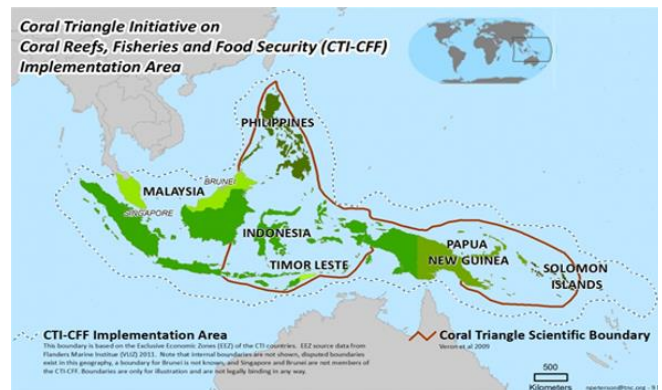 Coral Triangle Initiative on
Coral Reefs, Fisheries and Food Security (CTI-CFF)
Implementation Area
PHILIPPINES
BRUNEI
MALAYSIA
SINGAPORE
INDONESIA
PAPUA
NEW GUINEA
TIMOR LESTE
SOLOMON
ISLANDS
CTI-CFF Implementation Area
This boundary is based on the Exclusive Economic Zones (EEZ) of the CTI countries. EEZ source data from
Flanders Marine Institute (VLIZ) 2011. Note that internal boundaries are not shown, disputed boundaries
exist in this geography, a boundary for Brunei is not known, and Singapore and Brunei are not members of
the CTI-CFF. Boundaries are only for illustration and are not legally binding in any way.
Coral Triangle Scientific Boundary
Veron et al 2009
500
Kilometers